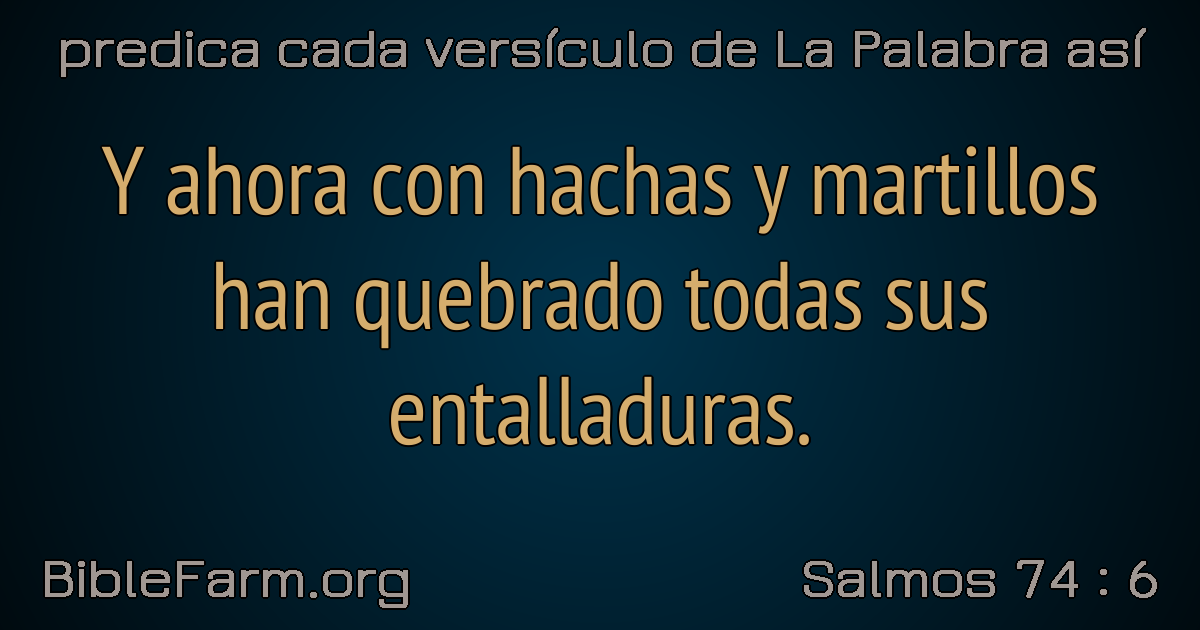 predica cada versículo de La Palabra así
Y ahora con hachas y martillos
han quebrado todas sus
entalladuras.
BibleFarm.org
Salmos 74 : 6